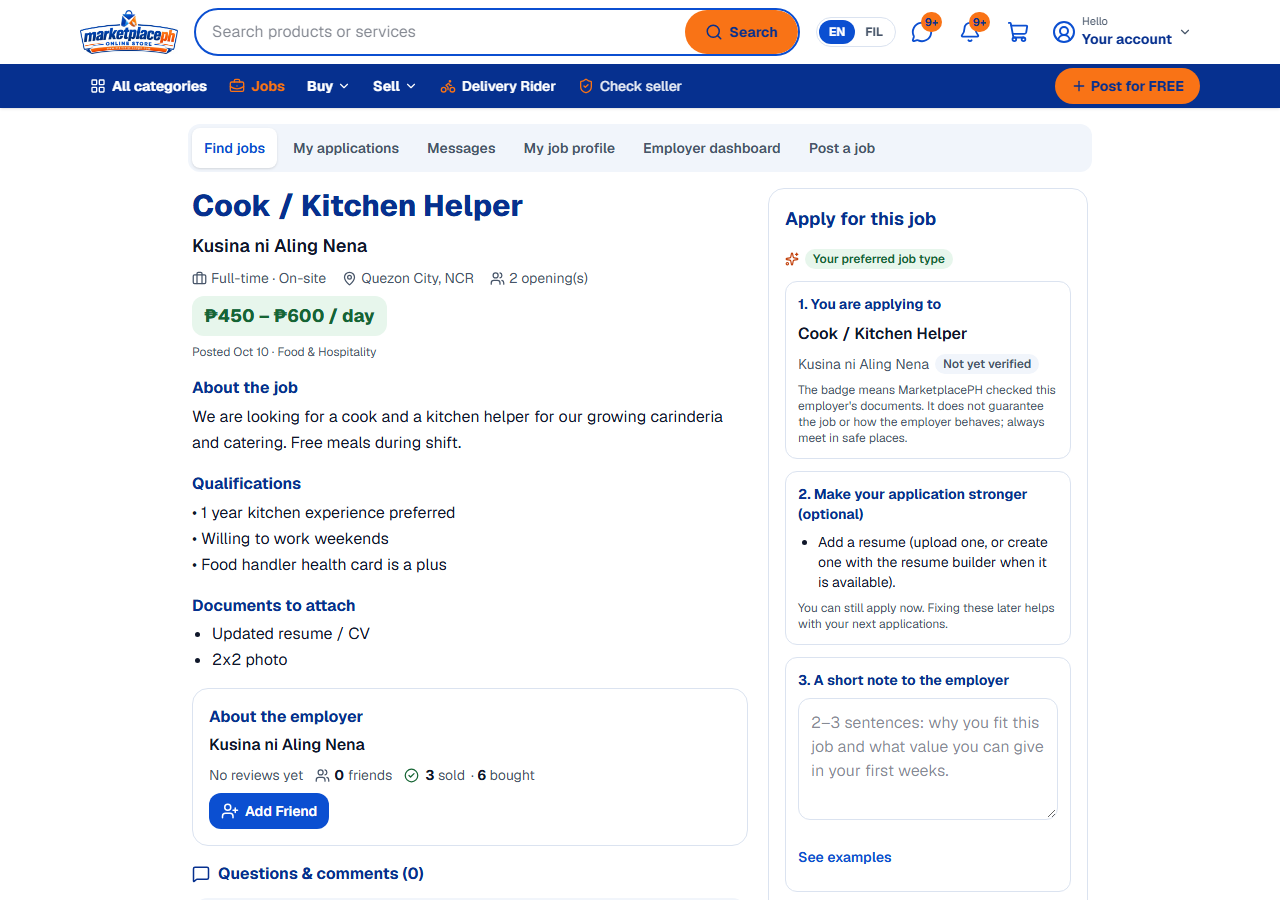 marketplaceph
ONLINE STORE
Search products or services
Search
EN
FIL
9+
9+
Hello
Your account
All categories
Jobs
Buy
Sell
Delivery Rider
Check seller
+ Post for FREE
Find jobs
My applications
Messages
My job profile
Employer dashboard
Post a job
Cook / Kitchen Helper
Kusina ni Aling Nena
Full-time · On-site
Quezon City, NCR
2 opening(s)
₱450 – ₱600 / day
Posted Oct 10 · Food & Hospitality
About the job
We are looking for a cook and a kitchen helper for our growing carinderia
and catering. Free meals during shift.
Qualifications
• 1 year kitchen experience preferred
• Willing to work weekends
• Food handler health card is a plus
Documents to attach
• Updated resume / CV
• 2x2 photo
About the employer
Kusina ni Aling Nena
No reviews yet
0 friends
3 sold · 6 bought
Add Friend
Questions & comments (0)
Apply for this job
Your preferred job type
1. You are applying to
Cook / Kitchen Helper
Kusina ni Aling Nena
Not yet verified
The badge means MarketplacePH checked this
employer's documents. It does not guarantee
the job or how the employer behaves; always
meet in safe places.
2. Make your application stronger
(optional)
• Add a resume (upload one, or create
one with the resume builder when it
is available).
You can still apply now. Fixing these later helps
with your next applications.
3. A short note to the employer
2–3 sentences: why you fit this
job and what value you can give
in your first weeks.
See examples